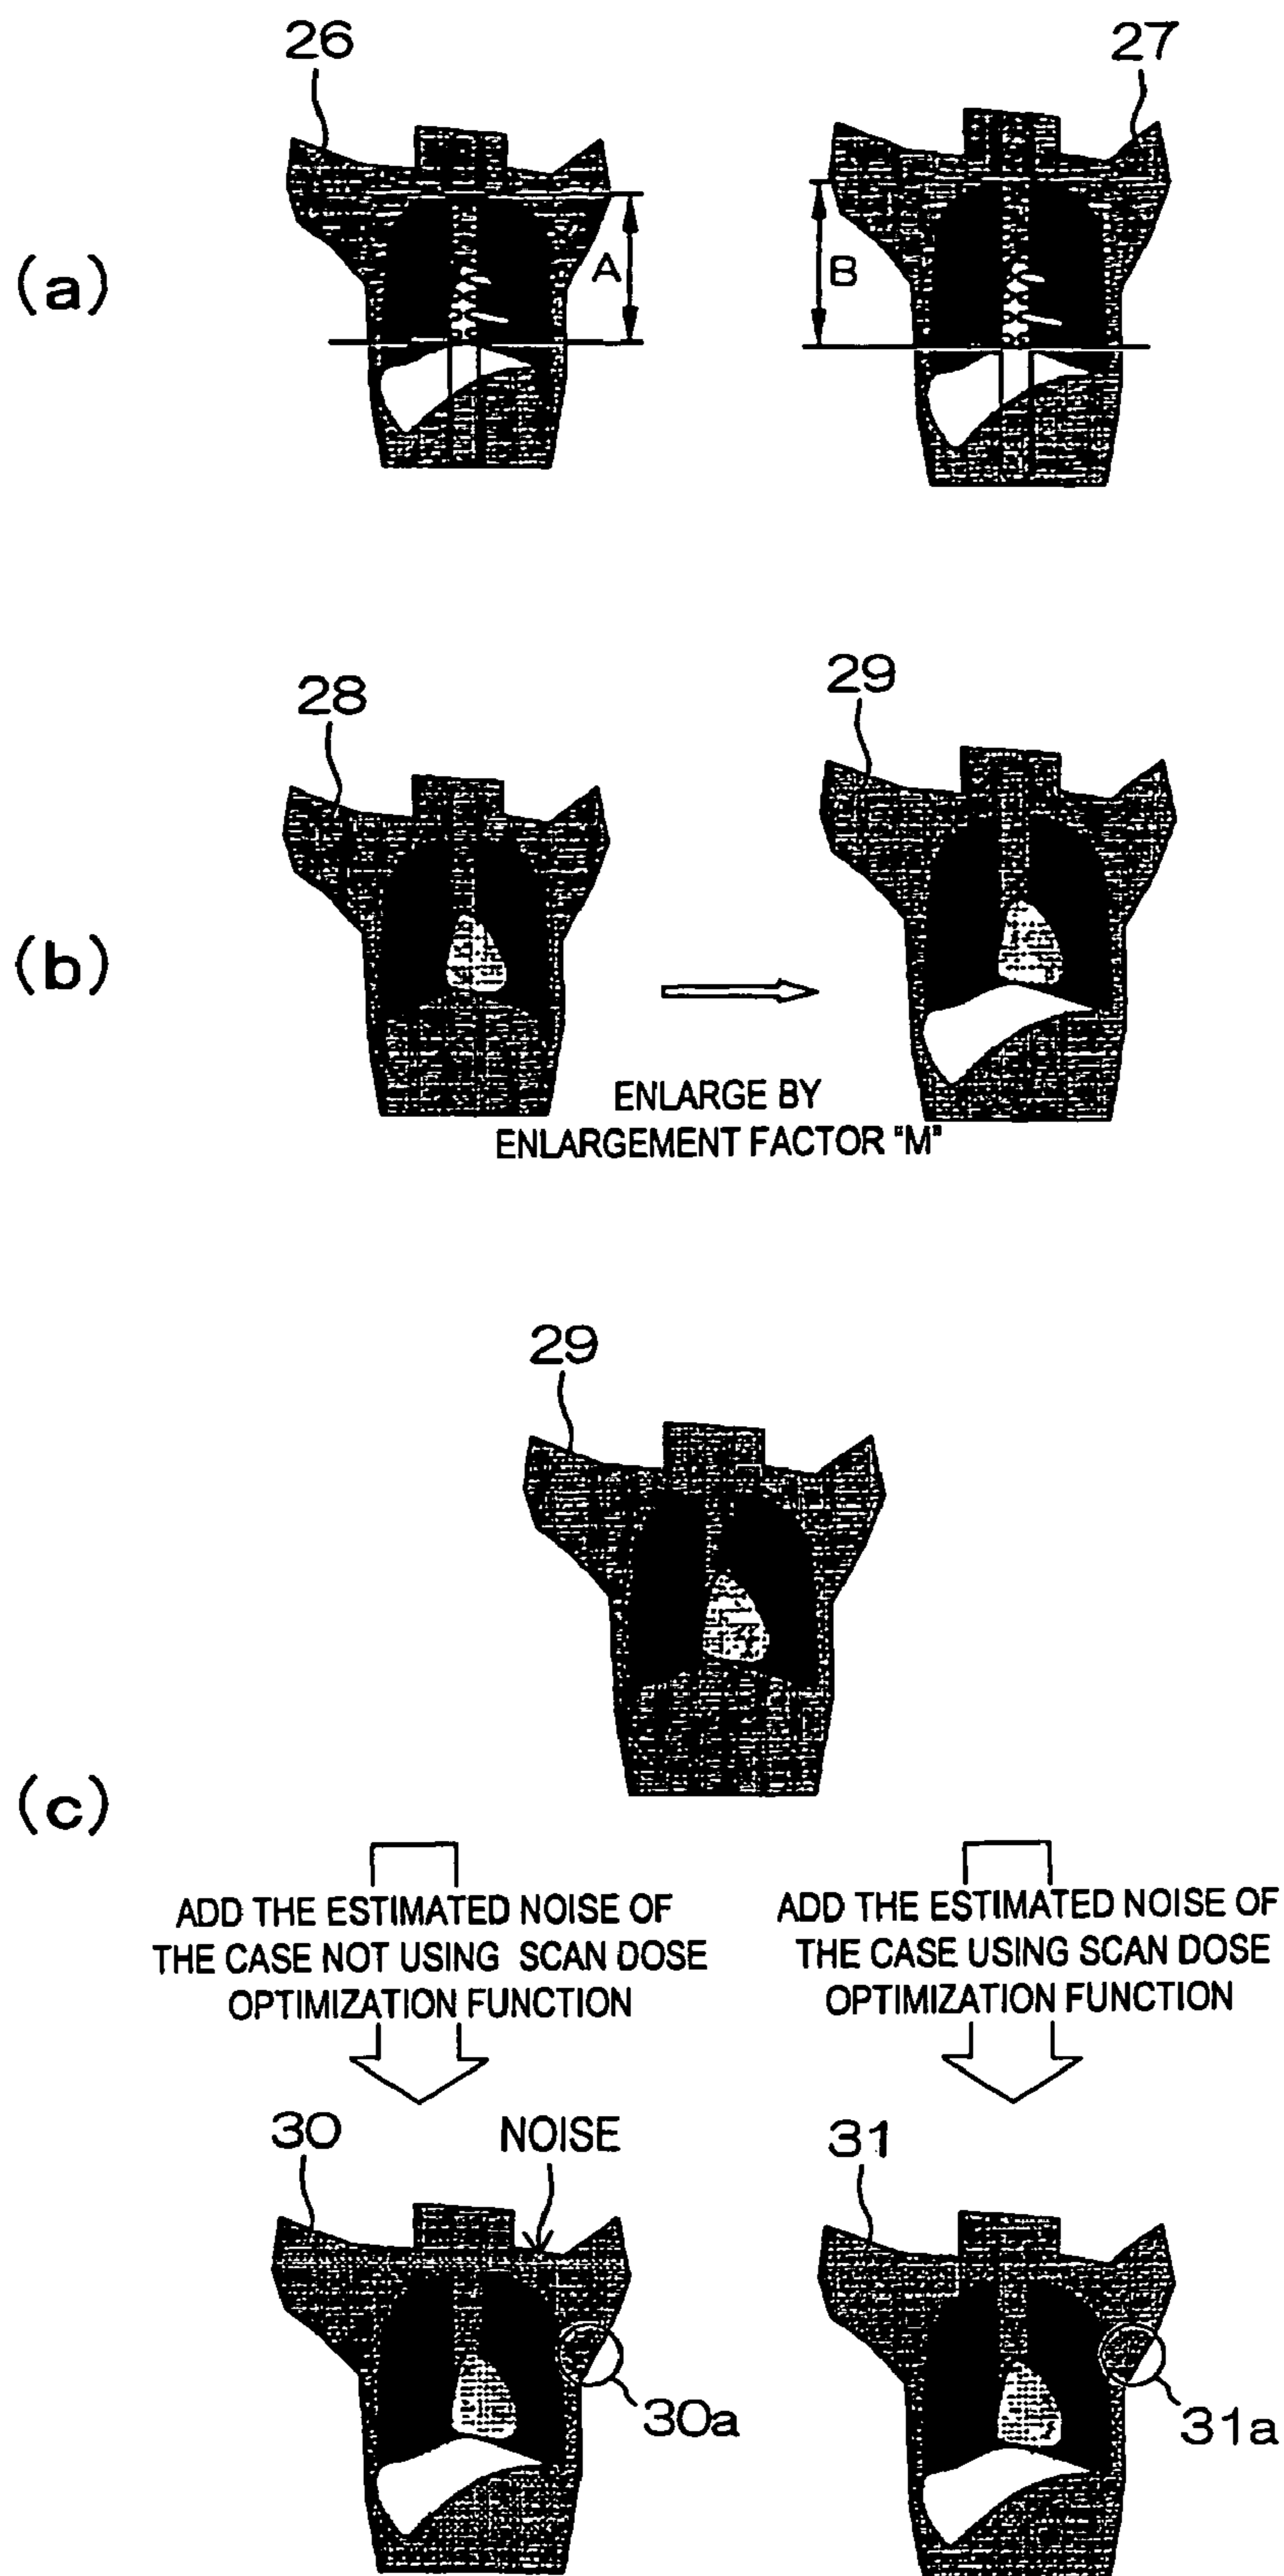 26
27
(a)
A
B
28
29
(b)
ENLARGE BY
ENLARGEMENT FACTOR "M"
29
(c)
ADD THE ESTIMATED NOISE OF
THE CASE NOT USING SCAN DOSE
OPTIMIZATION FUNCTION
ADD THE ESTIMATED NOISE OF
THE CASE USING SCAN DOSE
OPTIMIZATION FUNCTION
30
NOISE
31
30a
31a